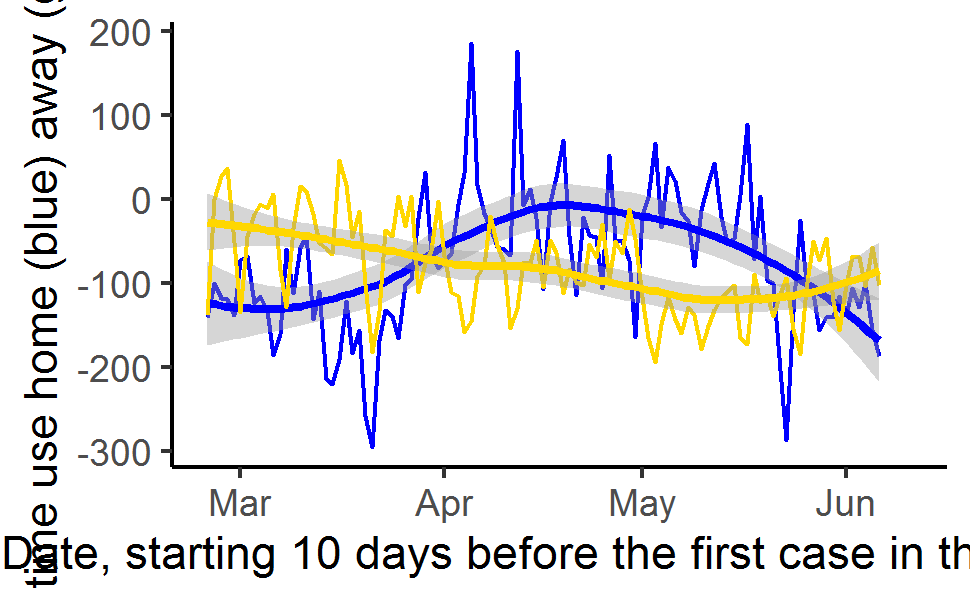 time use home (blue) away (g
200
100
0
-100
-200
-300
Mar Apr May Jun
Date, starting 10 days before the first case in th